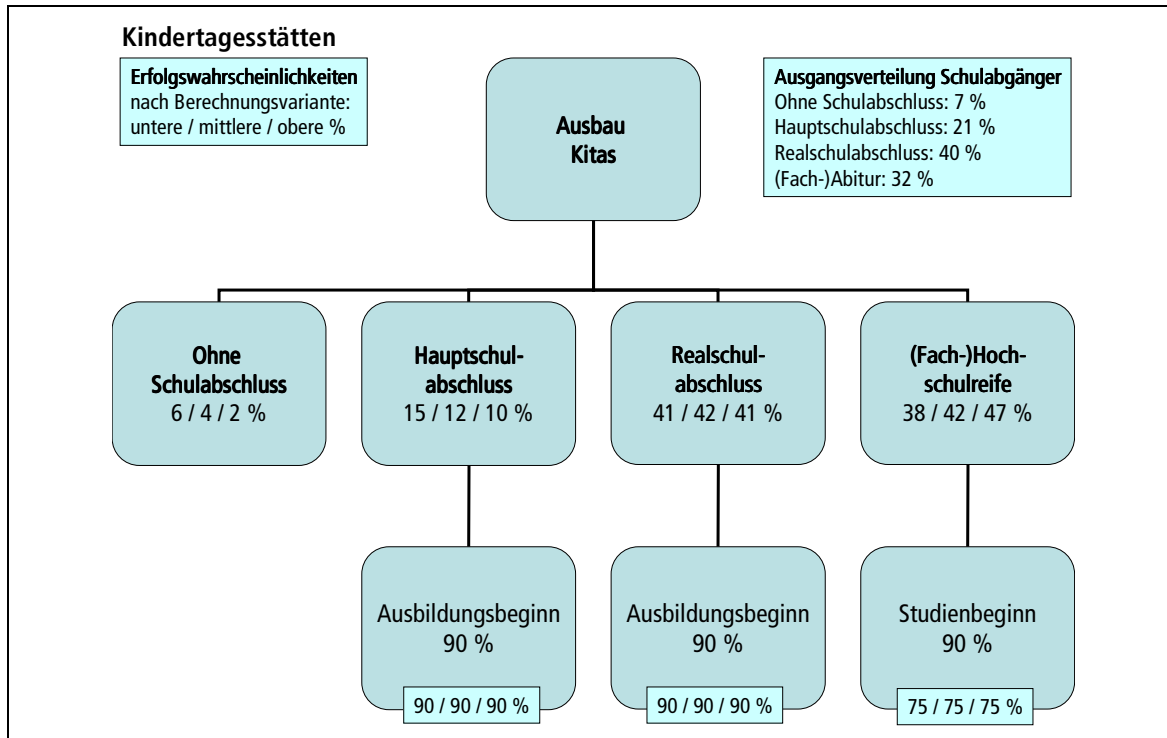 Kindertagesstätten
Erfolgswahrscheinlichkeiten
nach Berechnungsvariante:
untere / mittlere / obere %
Ausbau
Kitas
Ausgangsverteilung Schulabgänger
Ohne Schulabschluss: 7 %
Hauptschulabschluss: 21 %
Realschulabschluss: 40 %
(Fach-)Abitur: 32 %
Ohne
Schulabschluss
6 / 4 / 2 %
Hauptschul-
abschluss
15 / 12 / 10 %
Realschul-
abschluss
41 / 42 / 41 %
(Fach-)Hoch-
schulreife
38 / 42 / 47 %
Ausbildungsbeginn
90 %
90 / 90 / 90 %
Ausbildungsbeginn
90 %
90 / 90 / 90 %
Studienbeginn
90 %
75 / 75 / 75 %